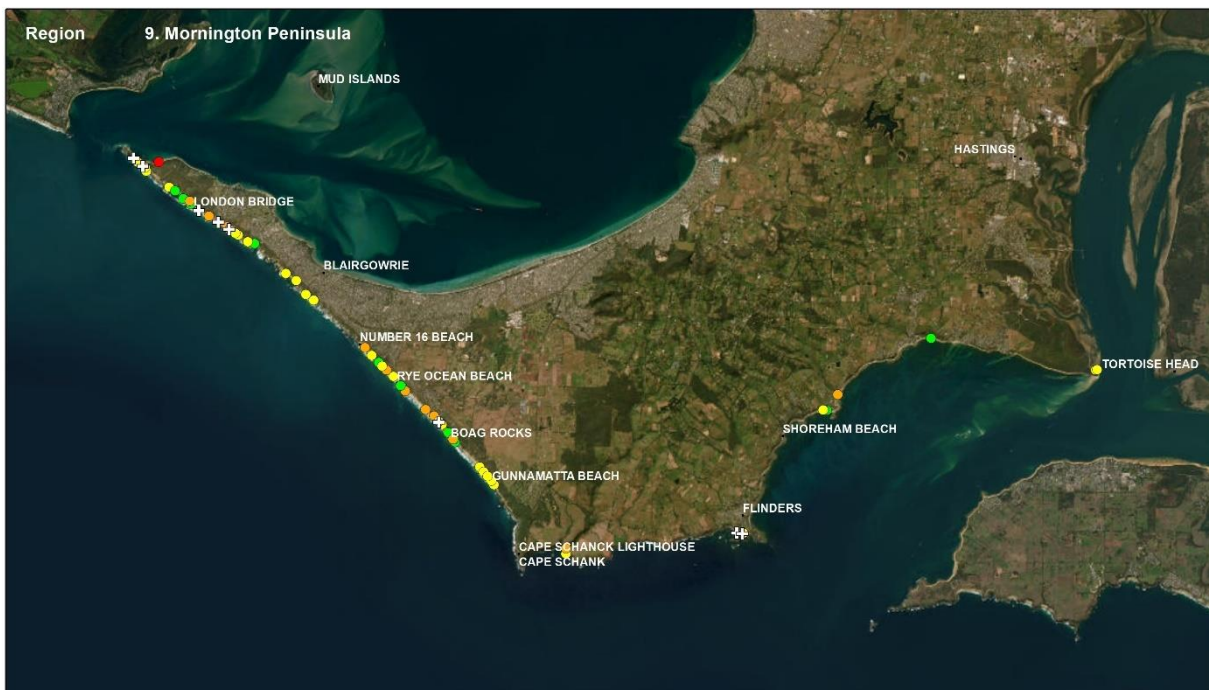 Region 9. Mornington Peninsula
MUD ISLANDS
HASTINGS
LONDON BRIDGE
BLAIRGOWRIE
NUMBER 16 BEACH
TORTOISE HEAD
RYE OCEAN BEACH
SHOREHAM BEACH
BOAG ROCKS
GUNNAMATTA BEACH
FLINDERS
CAPE SCHANCK LIGHTHOUSE
CAPE SCHANK